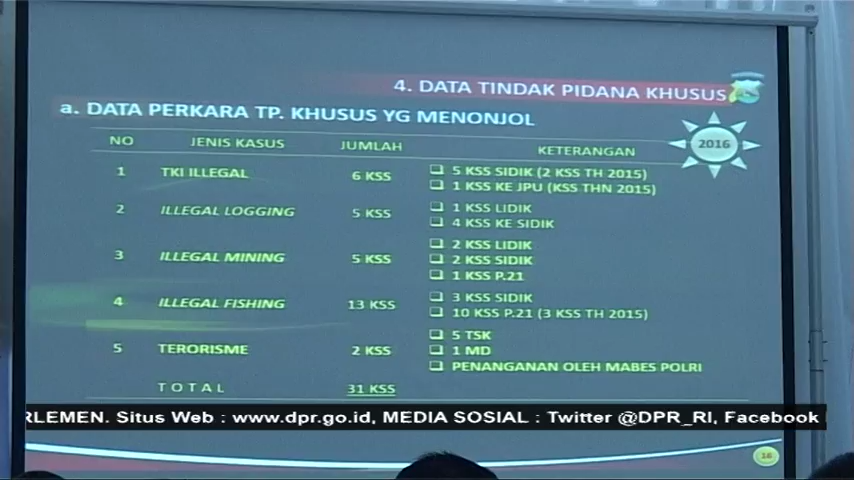 4. DATA TINDAK PIDANA KHUSUS
a. DATA PERKARA TP. KHUSUS YG MENONJOL
2016
NO JENIS KASUS JUMLAH KETERANGAN
1 TKI ILLEGAL 6 KSS
5 KSS SIDIK (2 KSS TH 2015)
1 KSS KE JPU (KSS THN 2015)
2 ILLEGAL LOGGING 5 KSS
1 KSS LIDIK
4 KSS KE SIDIK
3 ILLEGAL MINING 5 KSS
2 KSS LIDIK
2 KSS SIDIK
1 KSS P.21
4 ILLEGAL FISHING 13 KSS
3 KSS SIDIK
10 KSS P.21 (3 KSS TH 2015)
5 TERORISME 2 KSS
5 TSK
1 MD
PENANGANAN OLEH MABES POLRI
T O T A L 31 KSS
RLEMEN. Situs Web : www.dpr.go.id, MEDIA SOSIAL : Twitter @DPR_RI, Facebook
16